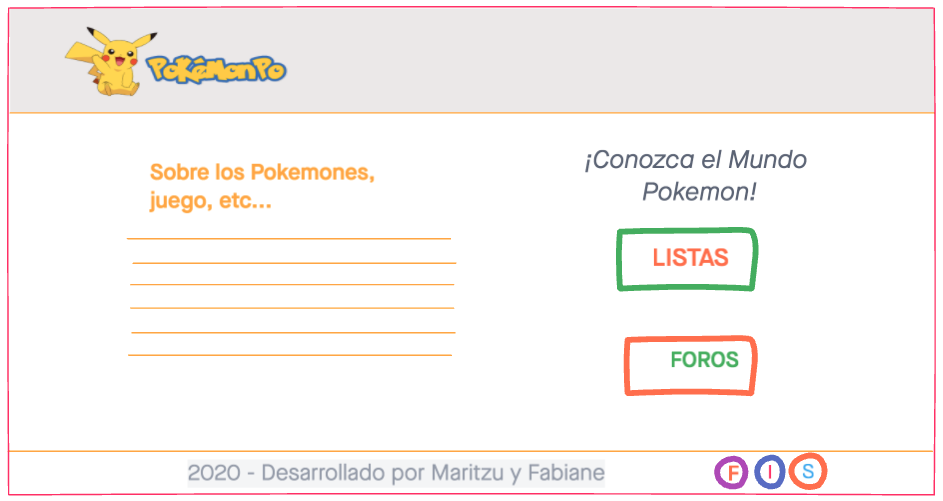 PoKéMonPo
Sobre los Pokemones,
juego, etc...
¡Conozca el Mundo
Pokemon!
LISTAS
FOROS
2020 - Desarrollado por Maritzu y Fabiane
F I S